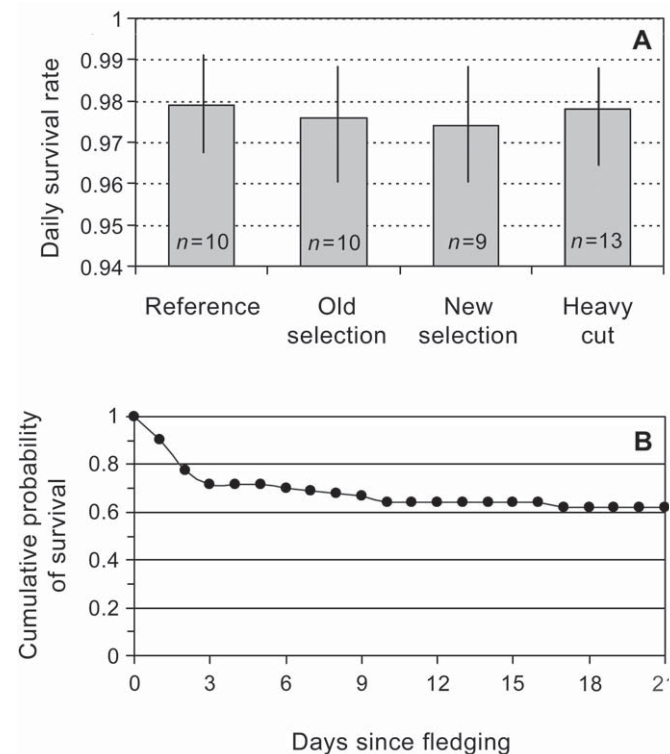 A
Daily survival rate
1
0.99
0.98
0.97
0.96
0.95
0.94
n=10
n=10
n=9
n=13
Reference
Old
selection
New
selection
Heavy
cut
B
Cumulative probability
of survival
1
0.8
0.6
0.4
0.2
0
0
3
6
9
12
15
18
21
Days since fledging